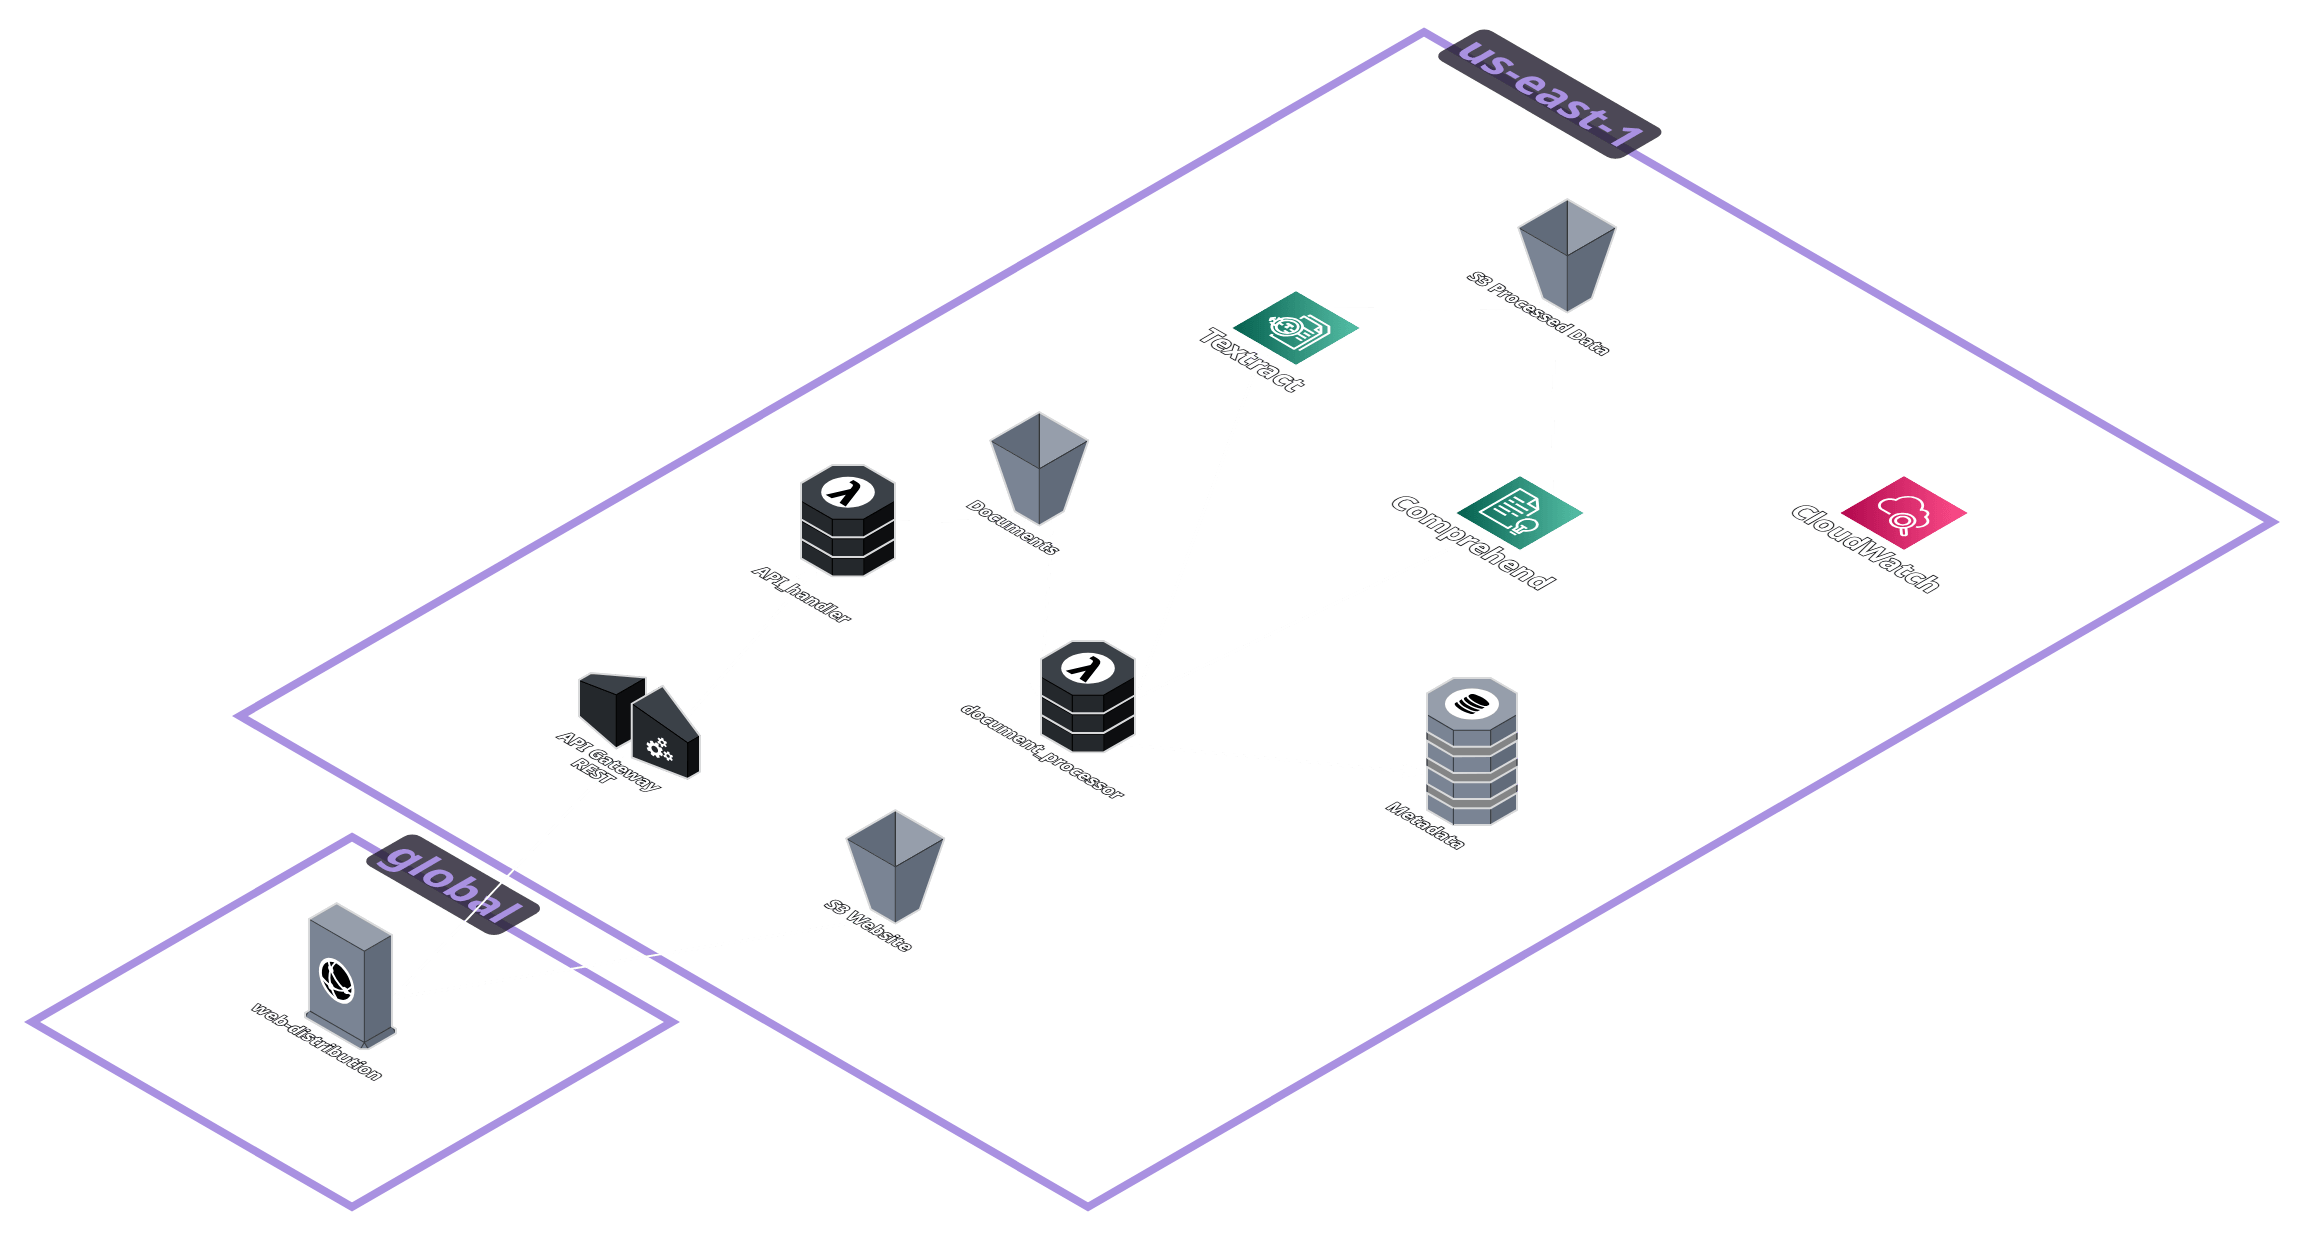 us-east-1
S3 Processed Data
Textract
Documents
Comprehend
CloudWatch
API_handler
document_processor
API Gateway
REST
Metadata
S3 Website
global
web-distribution